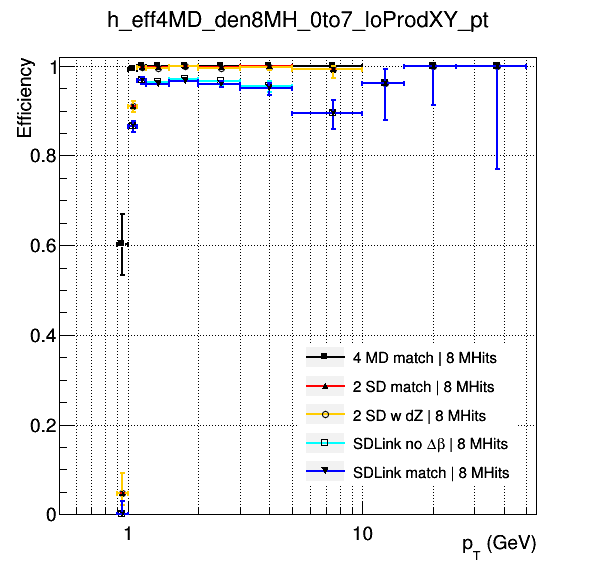 h_eff4MD_den8MH_0to7_loProdXY_pt
Efficiency
1
0.8
0.6
0.4
0.2
0
4 MD match | 8 MHits
2 SD match | 8 MHits
2 SD w dZ | 8 MHits
SDLink no Δβ | 8 MHits
SDLink match | 8 MHits
1
10
p_T (GeV)